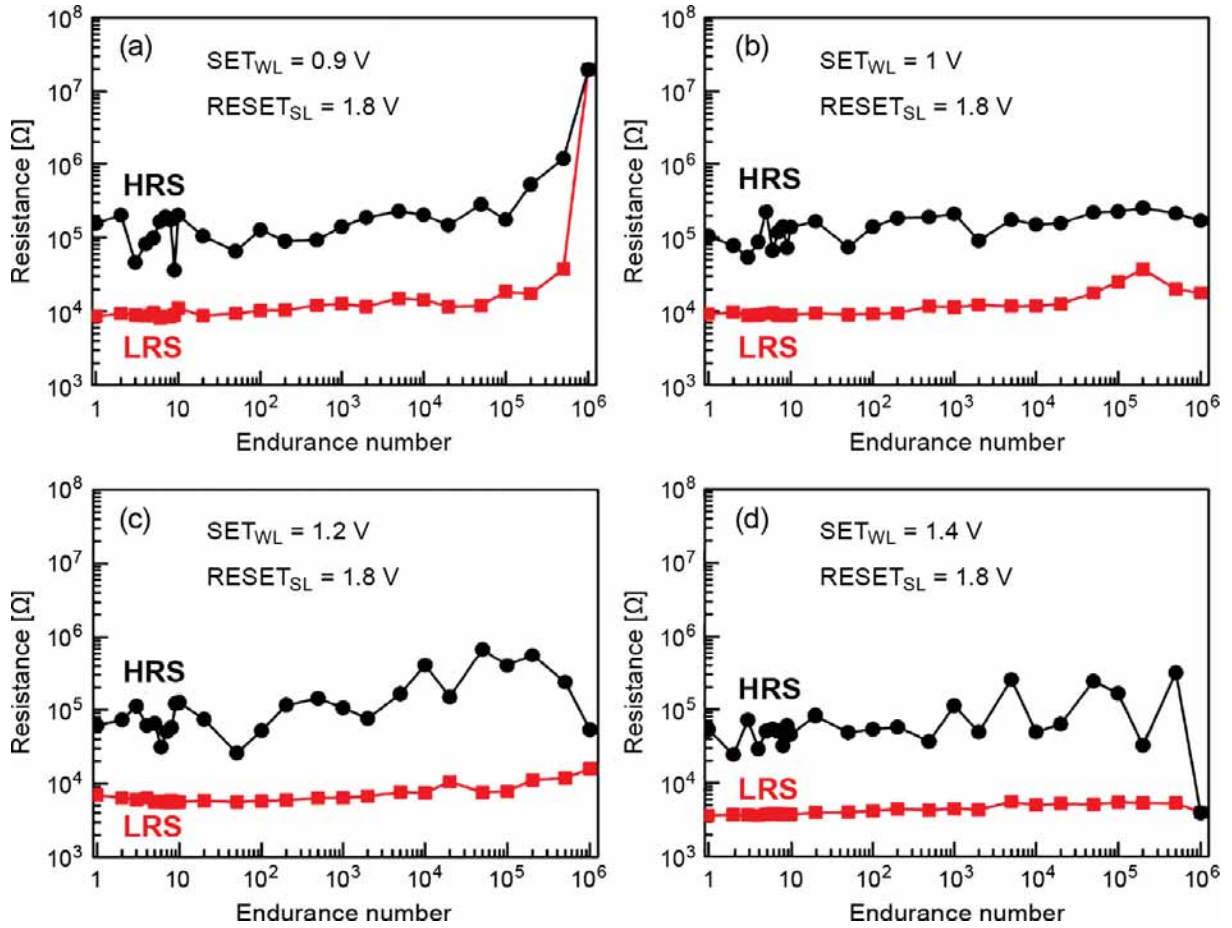 (a)
SET_WL = 0.9 V
RESET_SL = 1.8 V
HRS
LRS
Resistance [Ω]
10^8
10^7
10^6
10^5
10^4
10^3
1 10 10^2 10^3 10^4 10^5 10^6
Endurance number
(b)
SET_WL = 1 V
RESET_SL = 1.8 V
HRS
LRS
Resistance [Ω]
10^8
10^7
10^6
10^5
10^4
10^3
1 10 10^2 10^3 10^4 10^5 10^6
Endurance number
(c)
SET_WL = 1.2 V
RESET_SL = 1.8 V
HRS
LRS
Resistance [Ω]
10^8
10^7
10^6
10^5
10^4
10^3
1 10 10^2 10^3 10^4 10^5 10^6
Endurance number
(d)
SET_WL = 1.4 V
RESET_SL = 1.8 V
HRS
LRS
Resistance [Ω]
10^8
10^7
10^6
10^5
10^4
10^3
1 10 10^2 10^3 10^4 10^5 10^6
Endurance number